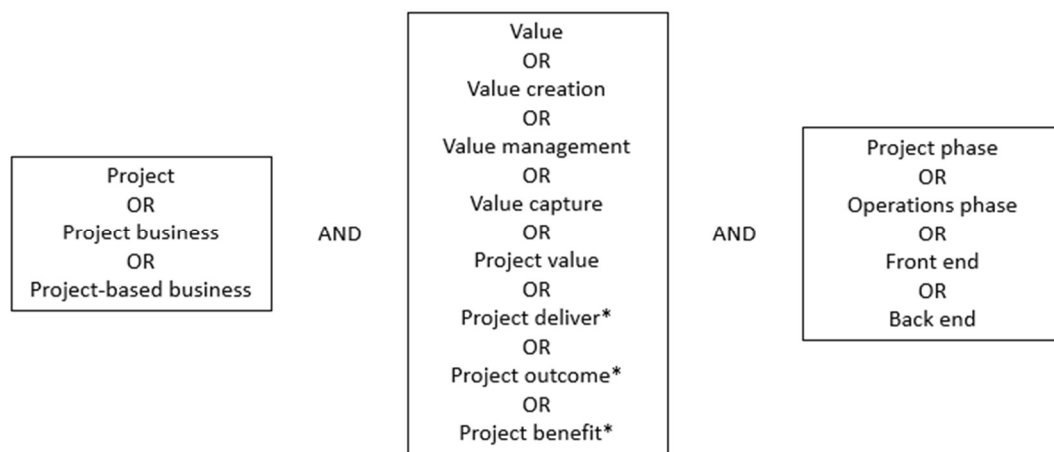 Project
OR
Project business
OR
Project-based business
AND
Value
OR
Value creation
OR
Value management
OR
Value capture
OR
Project value
OR
Project deliver*
OR
Project outcome*
OR
Project benefit*
AND
Project phase
OR
Operations phase
OR
Front end
OR
Back end